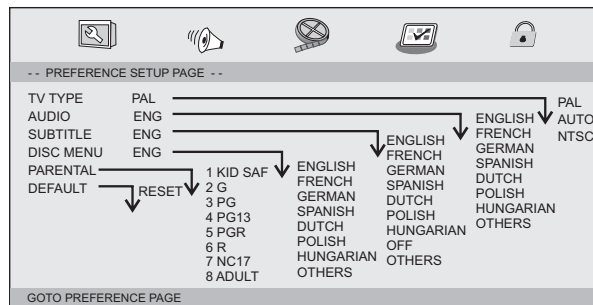 - - PREFERENCE SETUP PAGE - -
TV TYPE PAL
AUDIO ENG
SUBTITLE ENG
DISC MENU ENG
PARENTAL
DEFAULT
RESET
1 KID SAF
2 G
3 PG
4 PG13
5 PGR
6 R
7 NC17
8 ADULT
ENGLISH
FRENCH
GERMAN
SPANISH
DUTCH
POLISH
HUNGARIAN
OTHERS
ENGLISH
FRENCH
GERMAN
SPANISH
DUTCH
POLISH
HUNGARIAN
OFF
OTHERS
ENGLISH
FRENCH
GERMAN
SPANISH
DUTCH
POLISH
HUNGARIAN
OTHERS
PAL
AUTO
NTSC
GOTO PREFERENCE PAGE